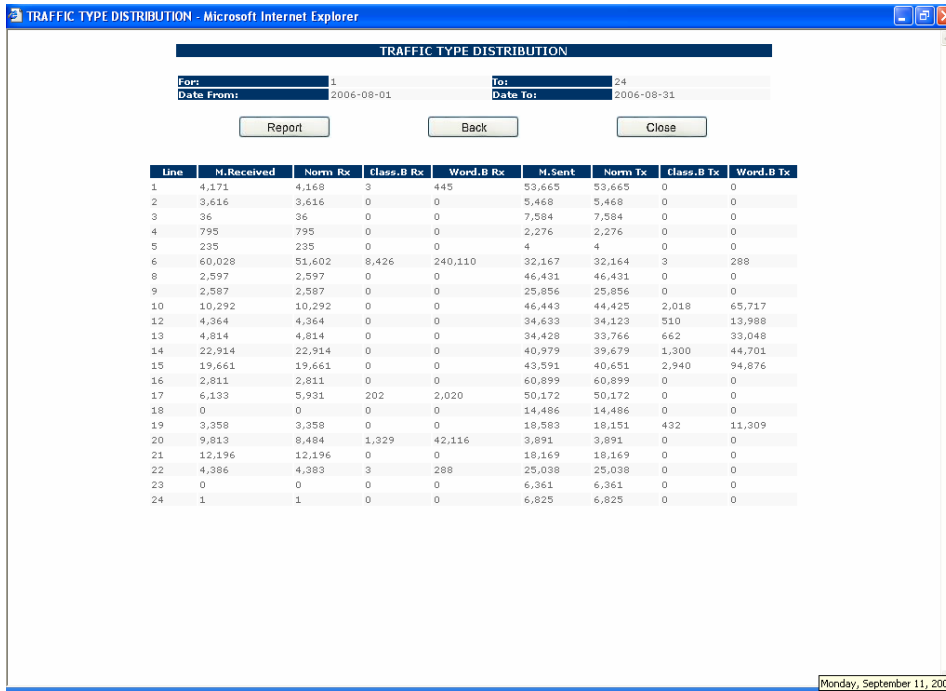 TRAFFIC TYPE DISTRIBUTION - Microsoft Internet Explorer
TRAFFIC TYPE DISTRIBUTION
For: 1 To: 24
Date From: 2006-08-01 Date To: 2006-08-31
Report Back Close
Line M.Received Norm Rx Class.B Rx Word.B Rx M.Sent Norm Tx Class.B Tx Word.B Tx
1 4,171 4,168 3 445 53,665 53,665 0 0
2 3,616 3,616 0 0 5,468 5,468 0 0
3 36 36 0 0 7,584 7,584 0 0
4 795 795 0 0 2,276 2,276 0 0
5 235 235 0 0 4 4 0 0
6 60,028 51,602 8,426 240,110 32,167 32,164 3 288
8 2,597 2,597 0 0 46,431 46,431 0 0
9 2,587 2,587 0 0 25,856 25,856 0 0
10 10,292 10,292 0 0 46,443 44,425 2,018 65,717
12 4,364 4,364 0 0 34,633 34,123 510 13,988
13 4,814 4,814 0 0 34,428 33,766 662 33,048
14 22,914 22,914 0 0 40,979 39,679 1,300 44,701
15 19,661 19,661 0 0 43,591 40,651 2,940 94,876
16 2,811 2,811 0 0 60,899 60,899 0 0
17 6,133 5,931 202 2,020 50,172 50,172 0 0
18 0 0 0 0 14,486 14,486 0 0
19 3,358 3,358 0 0 18,583 18,151 432 11,309
20 9,813 8,484 1,329 42,116 3,891 3,891 0 0
21 12,196 12,196 0 0 18,169 18,169 0 0
22 4,386 4,383 3 288 25,038 25,038 0 0
23 0 0 0 0 6,361 6,361 0 0
24 1 1 0 0 6,825 6,825 0 0
Monday, September 11,